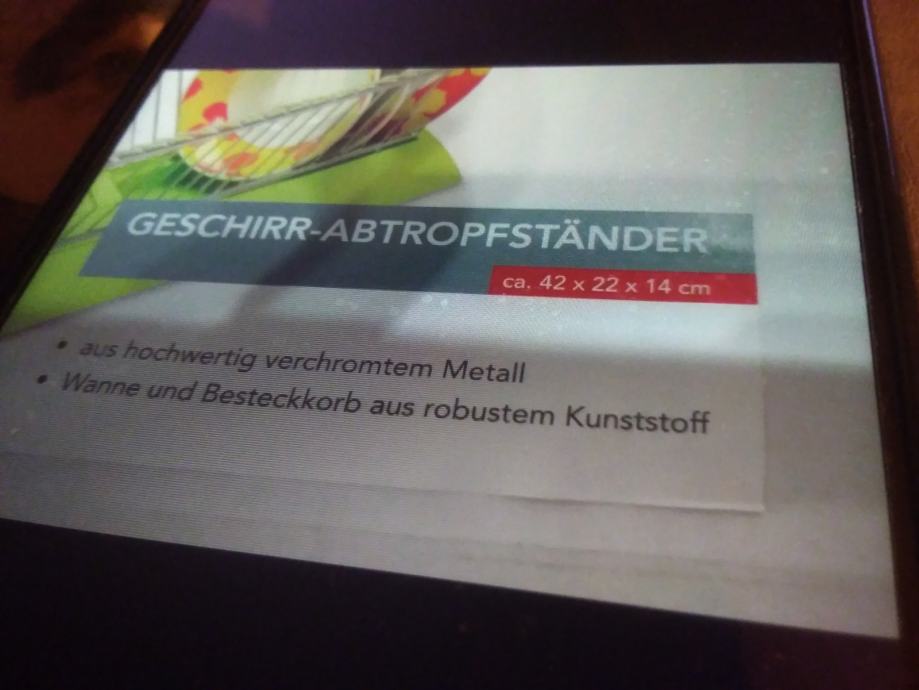 GESCHIRR-ABTROPFSTÄNDER
ca. 42 x 22 x 14 cm
• aus hochwertig verchromtem Metall
• Wanne und Besteckkorb aus robustem Kunststoff